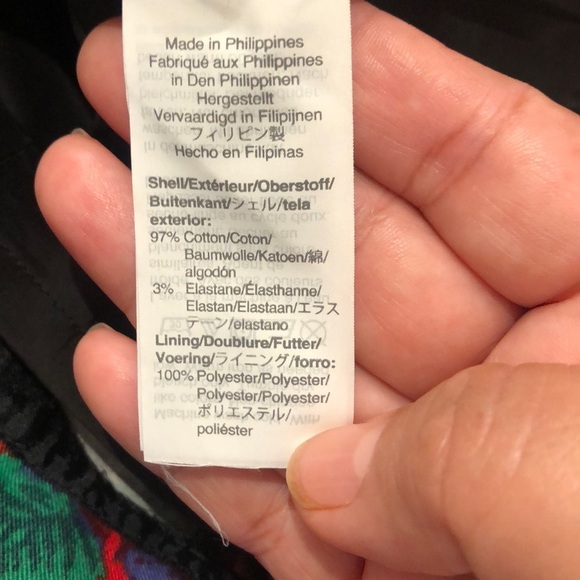 Made in Philippines
Fabriqué aux Philippines
in Den Philippinen
Hergestellt
Vervaardigd in Filipijnen
フィリピン製
Hecho en Filipinas
Shell/Extérieur/Oberstoff/
Buitenkant/シェル/tela
exterior:
97% Cotton/Coton/
Baumwolle/Katoen/綿/
algodón
3% Elastane/Élasthanne/
Elastan/Elastaan/エラス
テーン/elastano
Lining/Doublure/Futter/
Voering/ライニング/forro:
100% Polyester/Polyester/
Polyester/Polyester/
ポリエステル/
poliéster